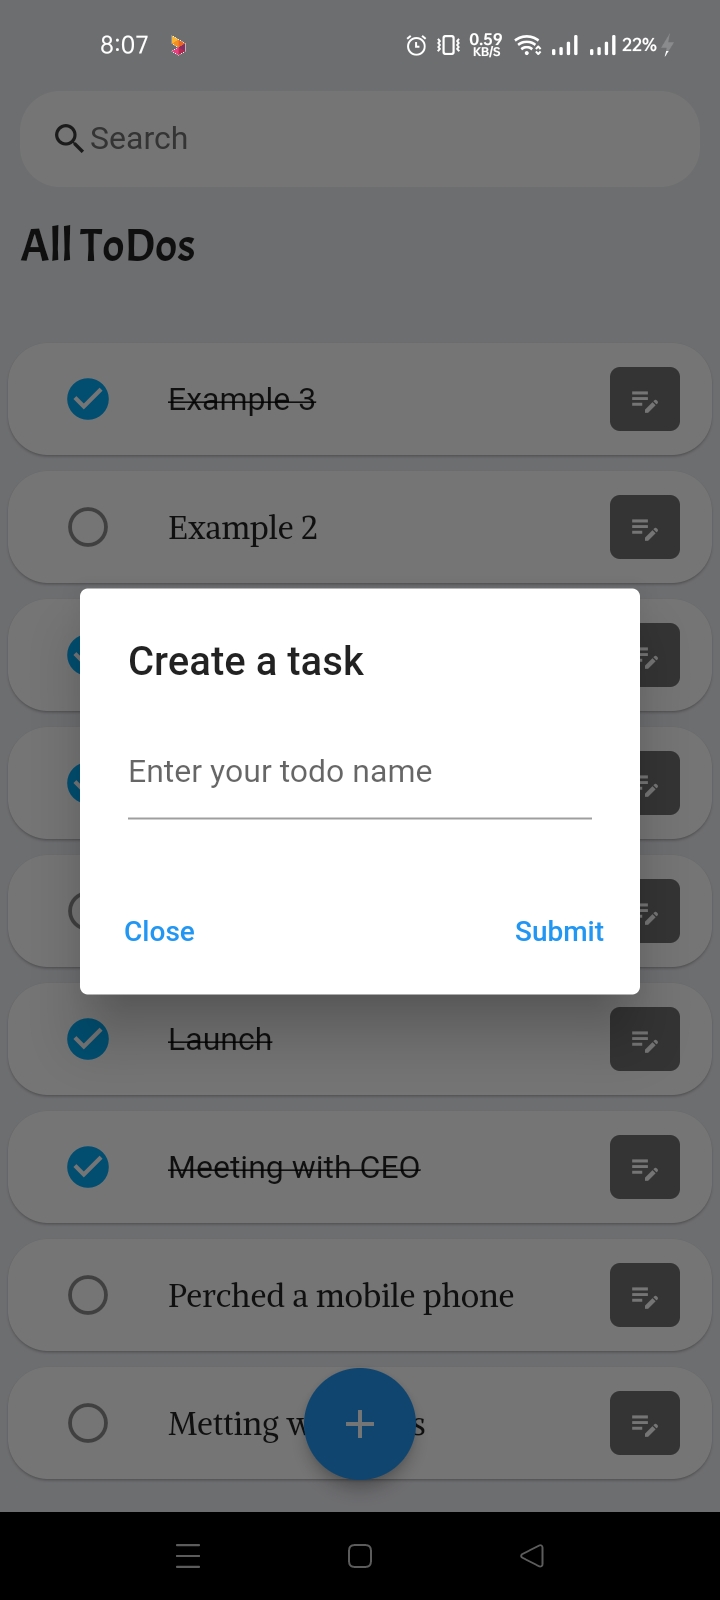 8:07 0.59 KB/S 22%
Search
All ToDos
Example 3
Example 2
Create a task
Enter your todo name
Close Submit
Launch
Meeting with CEO
Perched a mobile phone
Metting